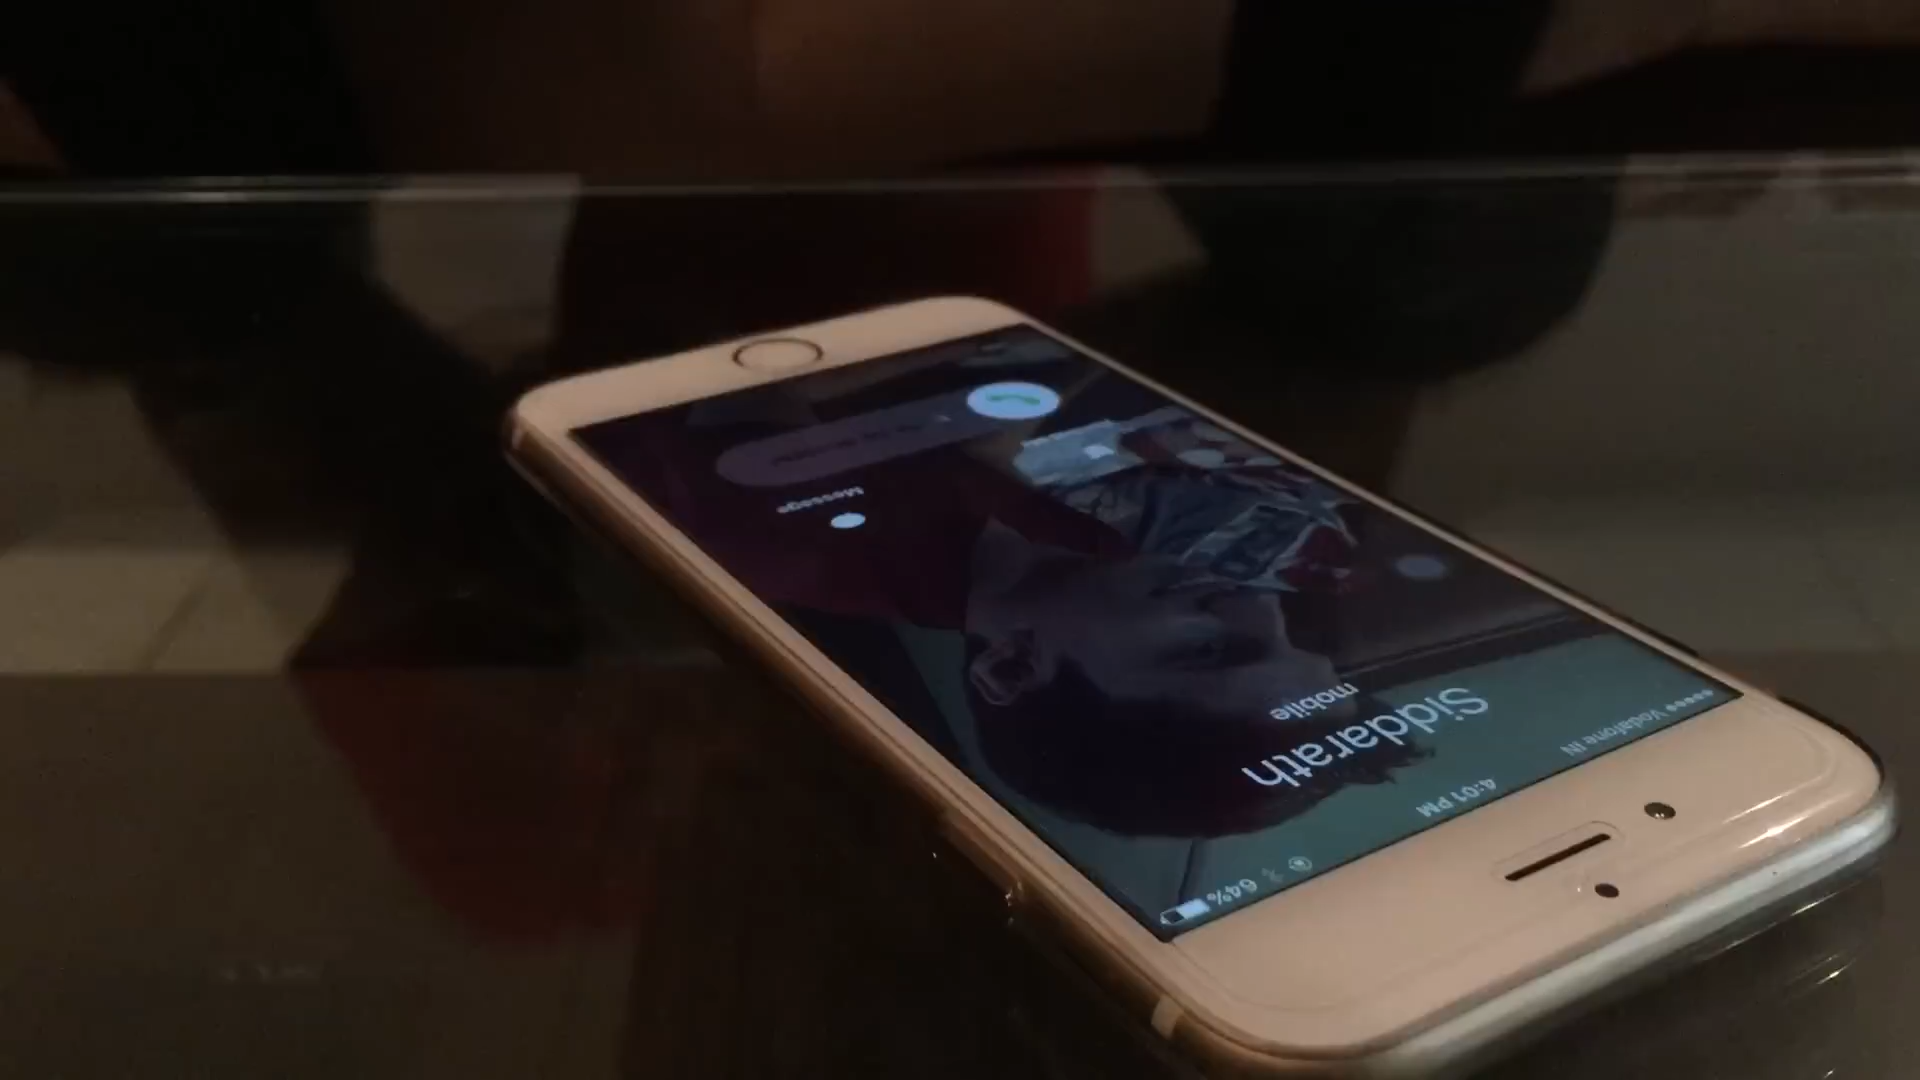 ●●●●● Vodafone IN 4:01 PM 64%
Siddarath
mobile
Message